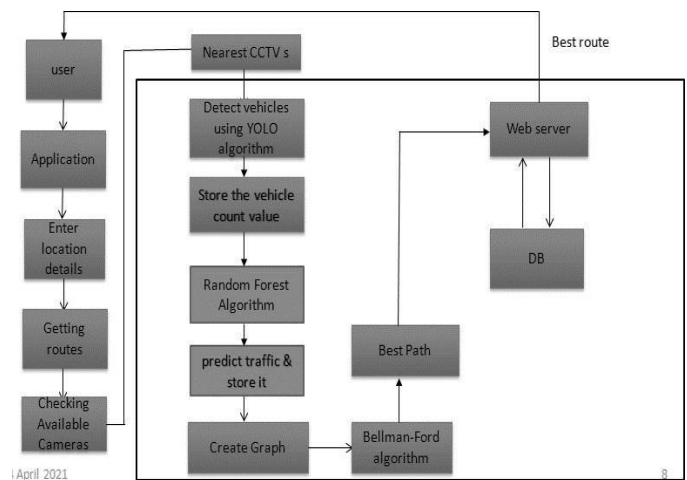 user
Application
Enter
location
details
Getting
routes
Checking
Available
Cameras
Nearest CCTV s
Detect vehicles
using YOLO
algorithm
Store the vehicle
count value
Random Forest
Algorithm
predict traffic &
store it
Create Graph
Bellman-Ford
algorithm
Best Path
Web server
DB
Best route
April 2021
8